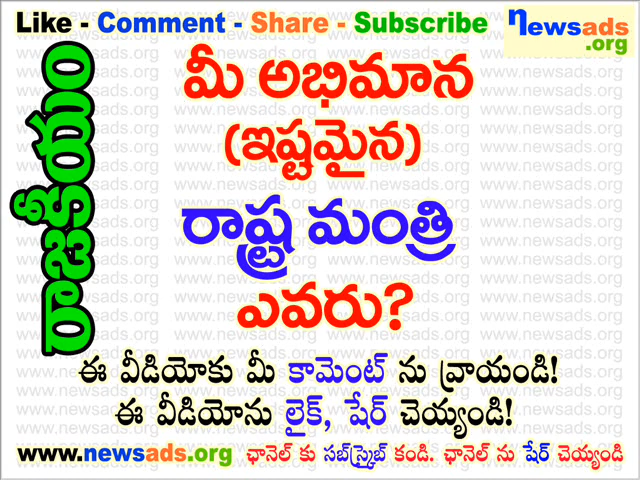 Like - Comment - Share - Subscribe
newsads
.org
రాజకీయం
మీ అభిమాన
(ఇష్టమైన)
రాష్ట్ర మంత్రి
ఎవరు?
ఈ వీడియోకు మీ కామెంట్ ను వ్రాయండి!
ఈ వీడియోను లైక్, షేర్ చెయ్యండి!
www.newsads.org ఛానెల్ కు సబ్‌స్క్రైబ్ కండి. ఛానెల్ ను షేర్ చెయ్యండి